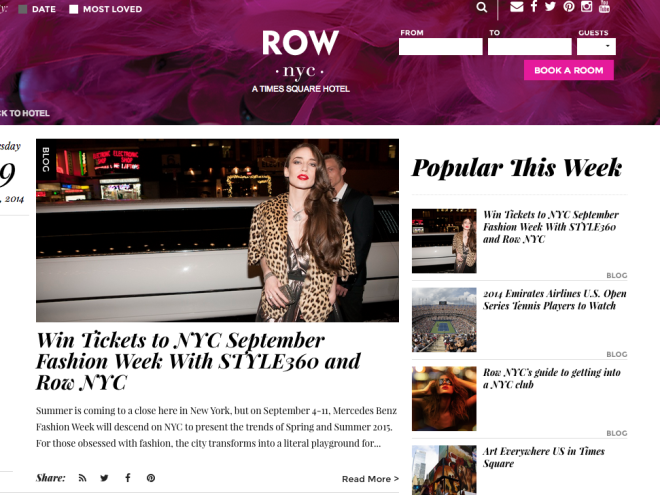 DATE
MOST LOVED
ROW
· nyc ·
A TIMES SQUARE HOTEL
FROM
TO
GUESTS
BOOK A ROOM
TO HOTEL
9
, 2014
BLOG
Win Tickets to NYC September
Fashion Week With STYLE360 and
Row NYC
Summer is coming to a close here in New York, but on September 4-11, Mercedes Benz
Fashion Week will descend on NYC to present the trends of Spring and Summer 2015.
For those obsessed with fashion, the city transforms into a literal playground for...
Share:
Read More >
Popular This Week
Win Tickets to NYC September
Fashion Week With STYLE360
and Row NYC
BLOG
2014 Emirates Airlines U.S. Open
Series Tennis Players to Watch
BLOG
Row NYC's guide to getting into
a NYC club
BLOG
Art Everywhere US in Times
Square